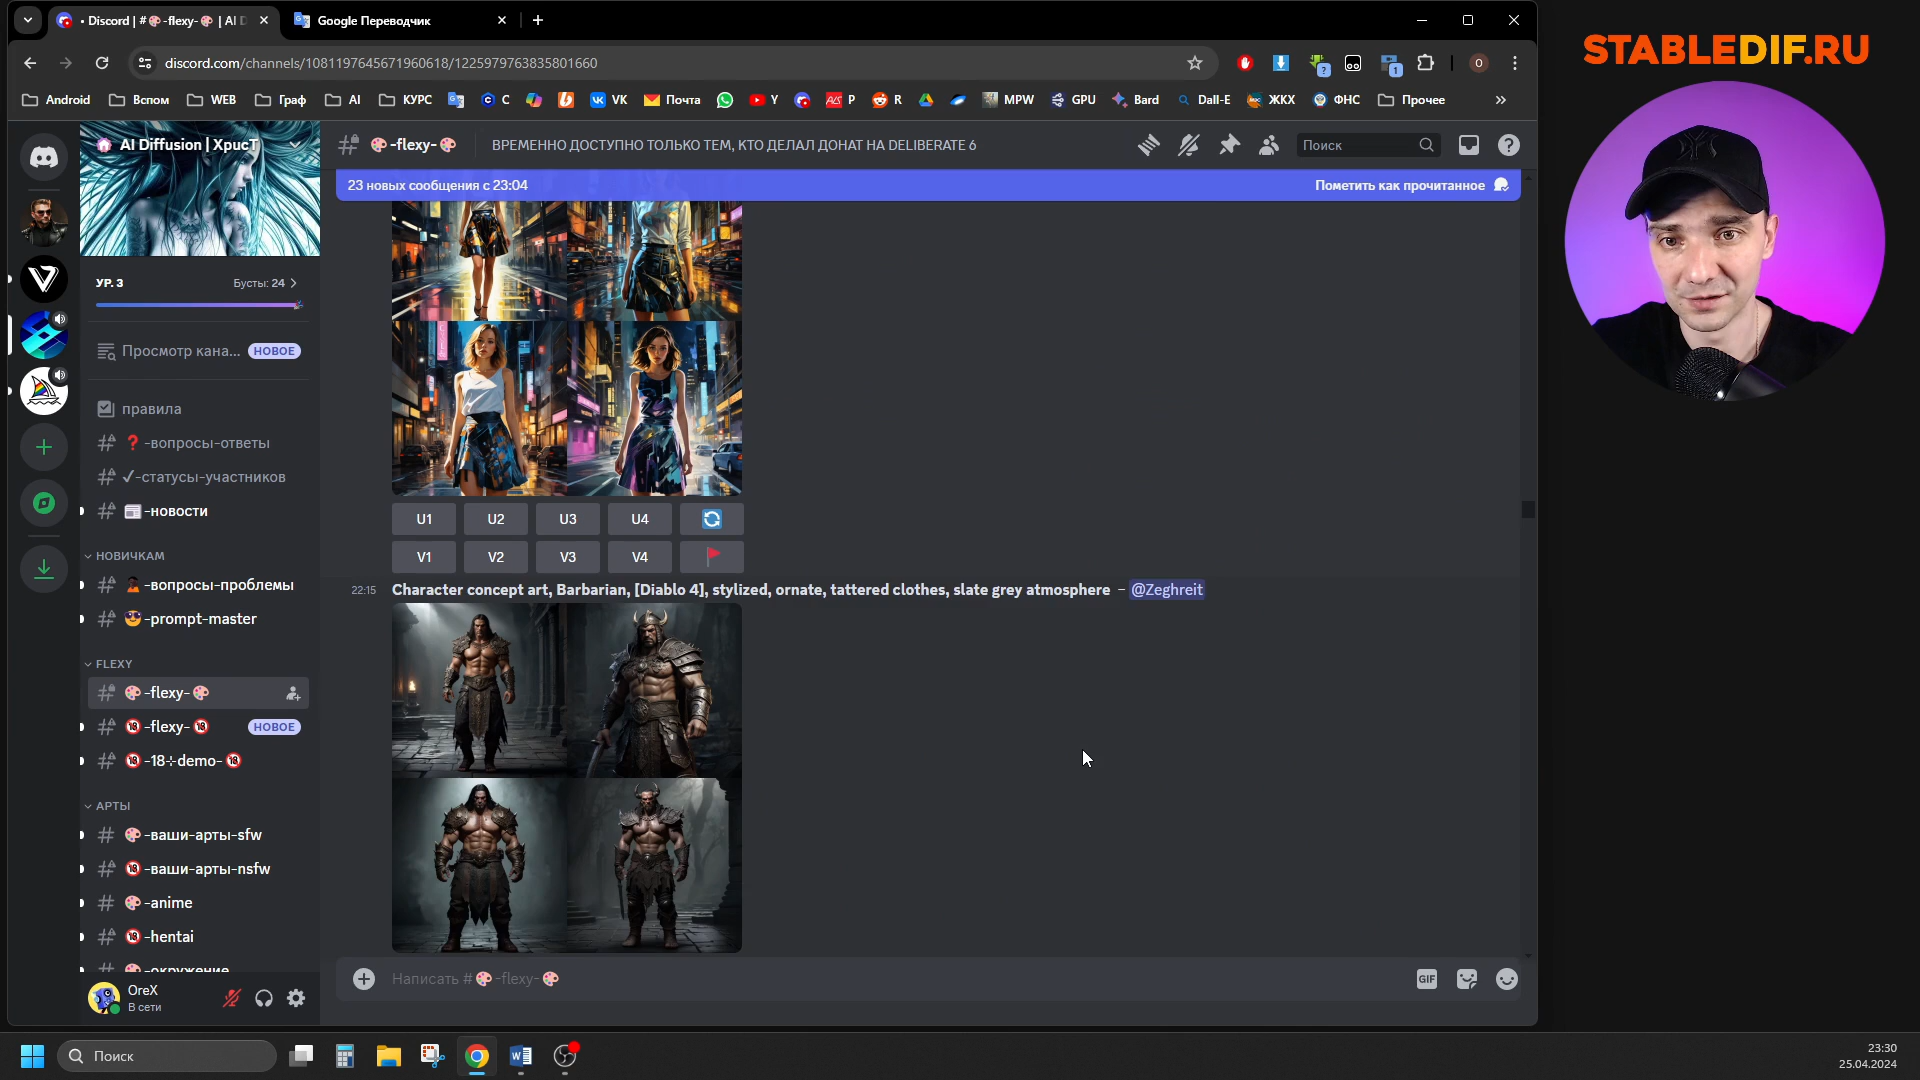 • Discord | #🎨-flexy-🎨 | AI D
Google Переводчик
STABLEDIF.RU
discord.com/channels/1081197645671960618/1225979763835801660
?
1
O
Android
Вспом
WEB
Граф
AI
КУРС
C
VK
Почта
Y
P
R
MPW
GPU
Bard
Dall-E
ЖКХ
ФНС
Прочее
AI Diffusion | ХрисТ
🎨-flexy-🎨
ВРЕМЕННО ДОСТУПНО ТОЛЬКО ТЕМ, КТО ДЕЛАЛ ДОНАТ НА DELIBERATE 6
Поиск
23 новых сообщения с 23:04
Пометить как прочитанное
УР. 3
Бусты: 24
Просмотр кана...
НОВОЕ
правила
❓-вопросы-ответы
✓-статусы-участников
📰-новости
НОВИЧКАМ
-вопросы-проблемы
😎-prompt-master
FLEXY
🎨-flexy-🎨
🔞-flexy-🔞
НОВОЕ
🔞-18⊹demo-🔞
АРТЫ
🎨-ваши-арты-sfw
🔞-ваши-арты-nsfw
🎨-anime
🔞-hentai
🎨-окружение
U1
U2
U3
U4
V1
V2
V3
V4
22:15
Character concept art, Barbarian, [Diablo 4], stylized, ornate, tattered clothes, slate grey atmosphere – @Zeghreit
Написать #🎨-flexy-🎨
GIF
OreX
В сети
Поиск
23:30
25.04.2024